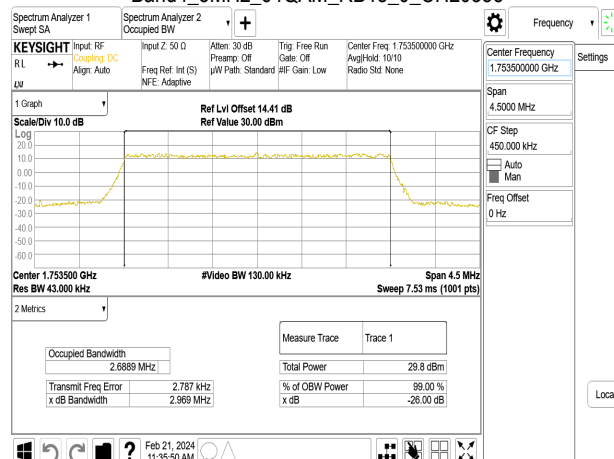 Spectrum Analyzer 1
Swept SA
Spectrum Analyzer 2
Occupied BW
Frequency
KEYSIGHT
Input: RF
Coupling: DC
Align: Auto
Input Z: 50 Ω
Freq Ref: Int (S)
NFE: Adaptive
Atten: 30 dB
Preamp: Off
µW Path: Standard
Trig: Free Run
Gate: Off
#IF Gain: Low
Center Freq: 1.753500000 GHz
Avg|Hold: 10/10
Radio Std: None
R L
Center Frequency
1.753500000 GHz
Settings
Span
4.5000 MHz
CF Step
450.000 kHz
Auto
Man
Freq Offset
0 Hz
Local
1 Graph
Scale/Div 10.0 dB
Ref Lvl Offset 14.41 dB
Ref Value 30.00 dBm
Log
20.0
10.0
0.00
-10.0
-20.0
-30.0
-40.0
-50.0
-60.0
Center 1.753500 GHz
#Video BW 130.00 kHz
Span 4.5 MHz
Res BW 43.000 kHz
Sweep 7.53 ms (1001 pts)
2 Metrics
Measure Trace
Trace 1
Occupied Bandwidth
2.6889 MHz
Total Power
29.8 dBm
Transmit Freq Error
2.787 kHz
% of OBW Power
99.00 %
x dB Bandwidth
2.969 MHz
x dB
-26.00 dB
?
Feb 21, 2024
11:35:50 AM